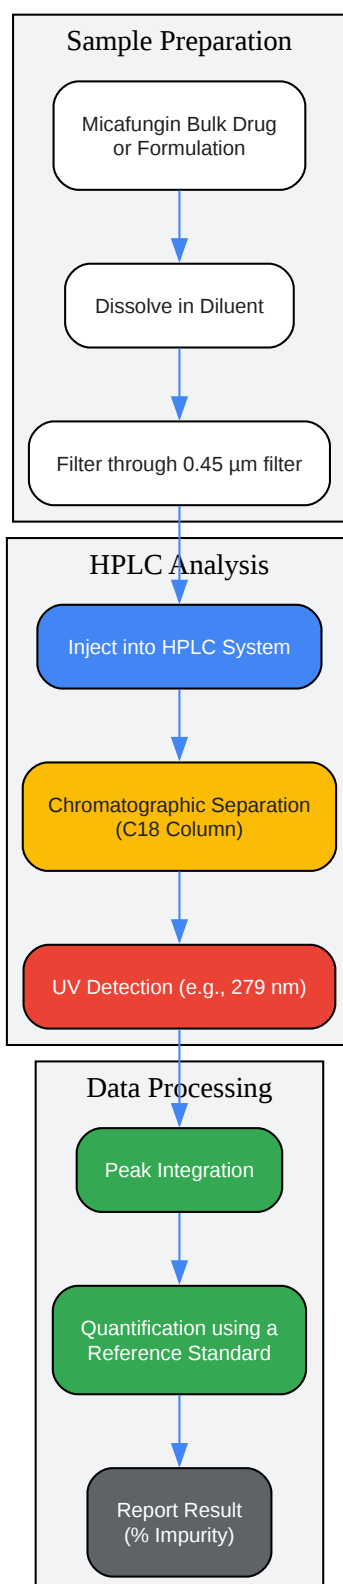 Sample Preparation
Micafungin Bulk Drug
or Formulation
Dissolve in Diluent
Filter through 0.45 µm filter
HPLC Analysis
Inject into HPLC System
Chromatographic Separation
(C18 Column)
UV Detection (e.g., 279 nm)
Data Processing
Peak Integration
Quantification using a
Reference Standard
Report Result
(% Impurity)